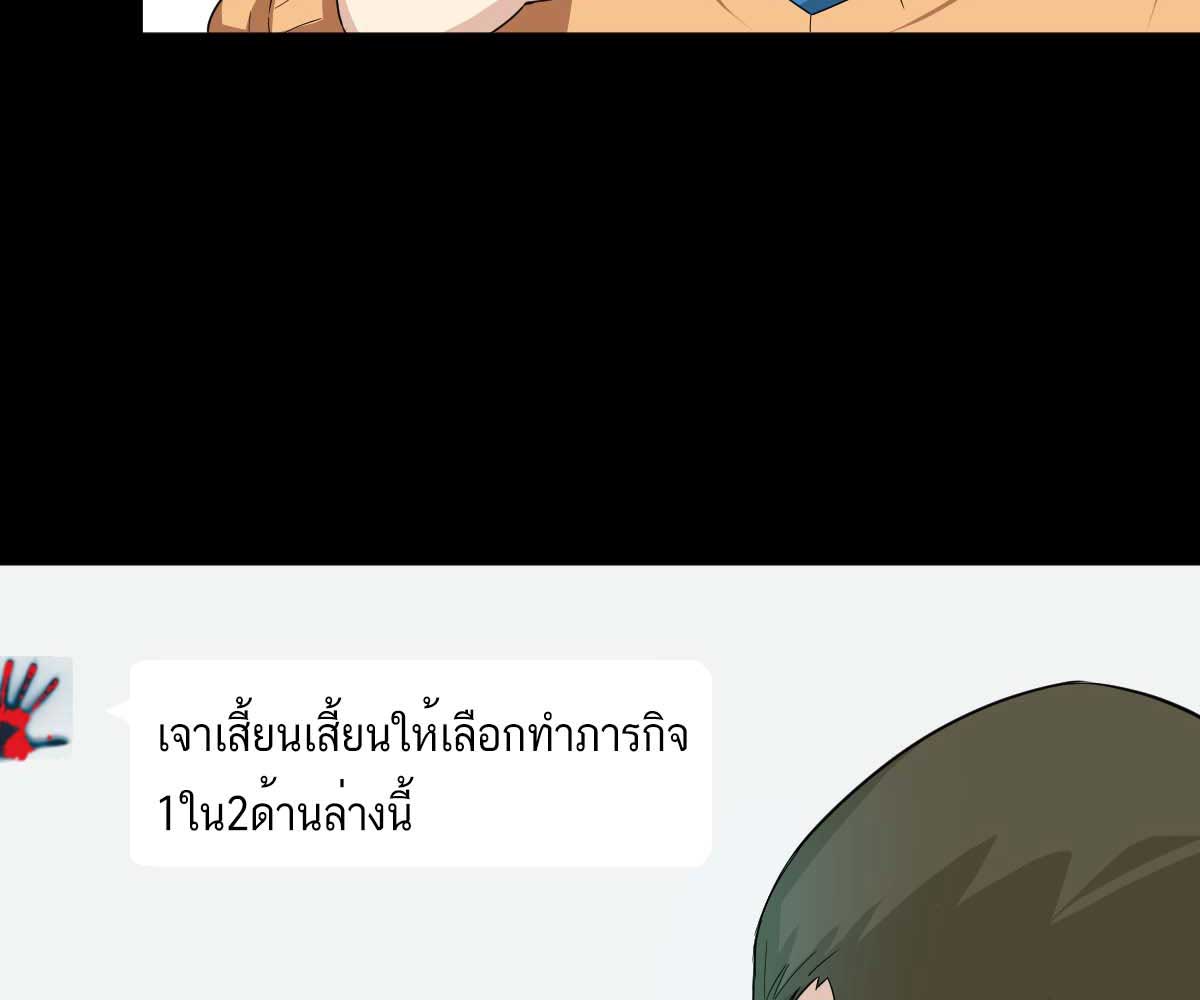 เจาเสี้ยนเสี้ยนให้เลือกทำภารกิจ
1ใน2ด้านล่างนี้